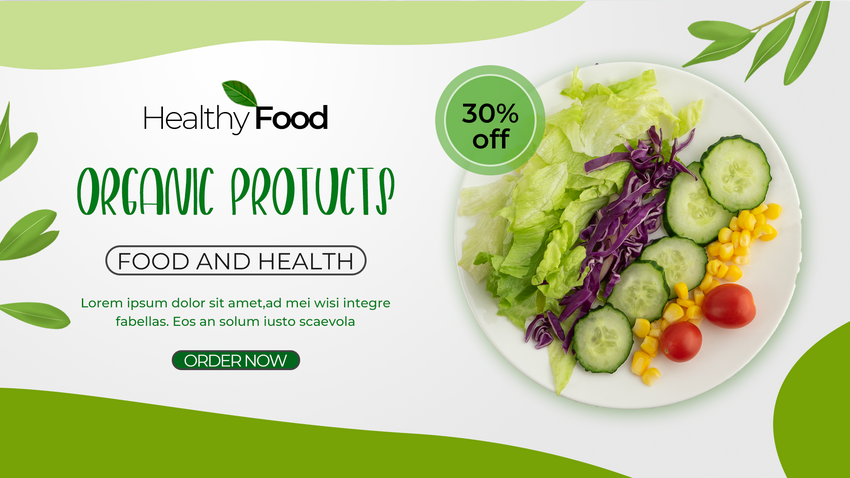 Healthy Food
ORGANIC PROTUCTS
FOOD AND HEALTH
Lorem ipsum dolor sit amet,ad mei wisi integre
fabellas. Eos an solum iusto scaevola
ORDER NOW
30%
off